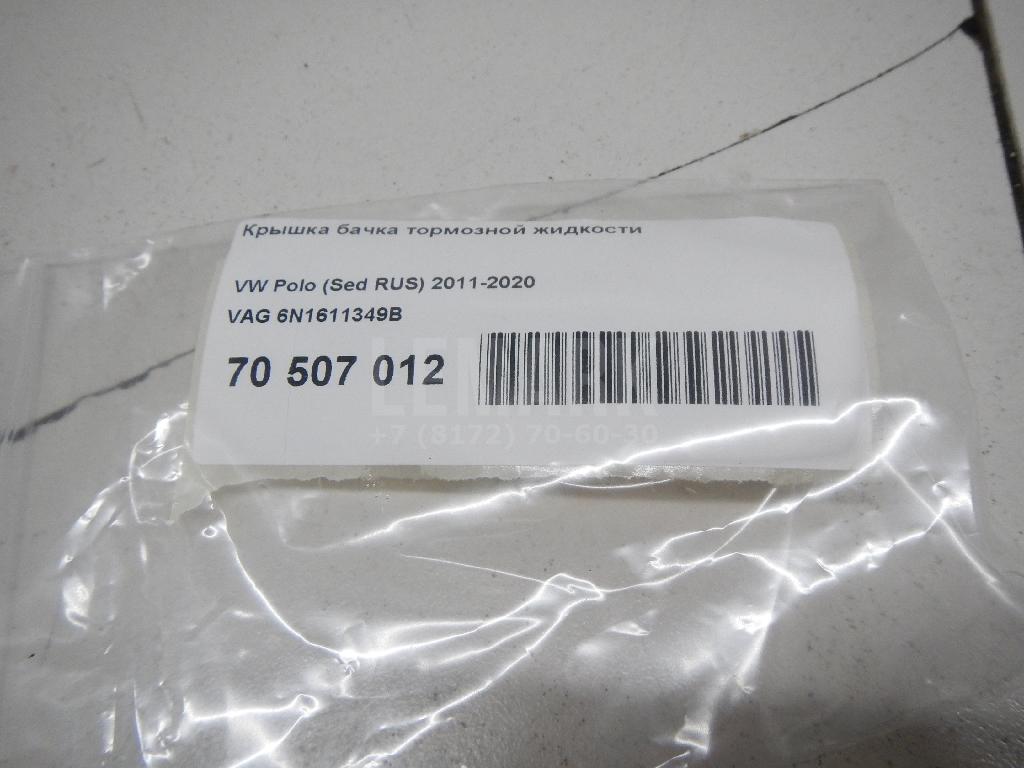 Крышка бачка тормозной жидкости
VW Polo (Sed RUS) 2011-2020
VAG 6N1611349B
70 507 012
LEMARK
+7 (8172) 70-60-30